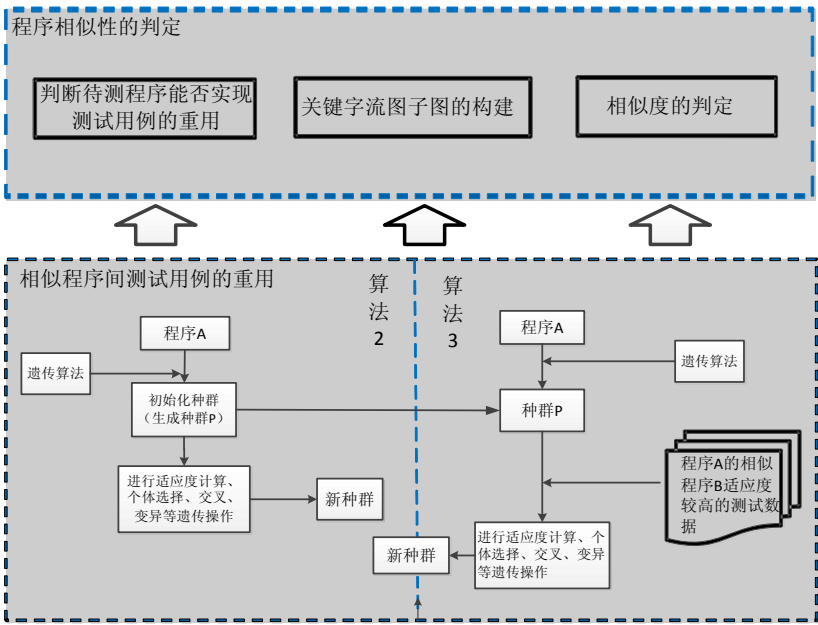 程序相似性的判定
判断待测程序能否实现
测试用例的重用
关键字流图子图的构建
相似度的判定
相似程序间测试用例的重用
算
法
2
算
法
3
程序A
遗传算法
初始化种群
（生成种群P）
进行适应度计算、
个体选择、交叉、
变异等遗传操作
新种群
程序A
遗传算法
种群P
程序A的相似
程序B适应度
较高的测试数
据
进行适应度计算、个
体选择、交叉、变异
等遗传操作
新种群